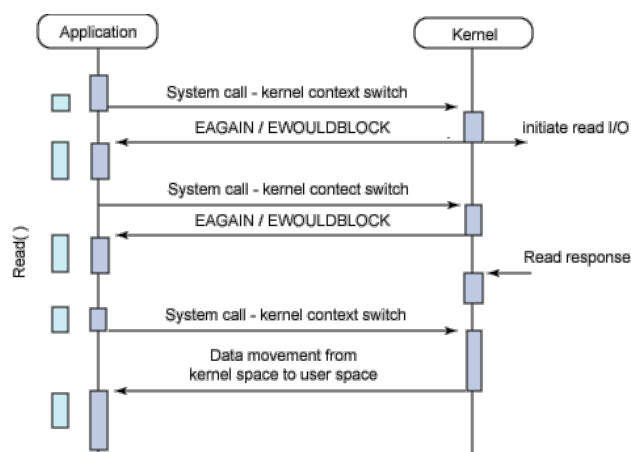 Application
Kernel
System call - kernel context switch
EAGAIN / EWOULDBLOCK
initiate read I/O
System call - kernel contect switch
EAGAIN / EWOULDBLOCK
Read( )
Read response
System call - kernel context switch
Data movement from
kernel space to user space